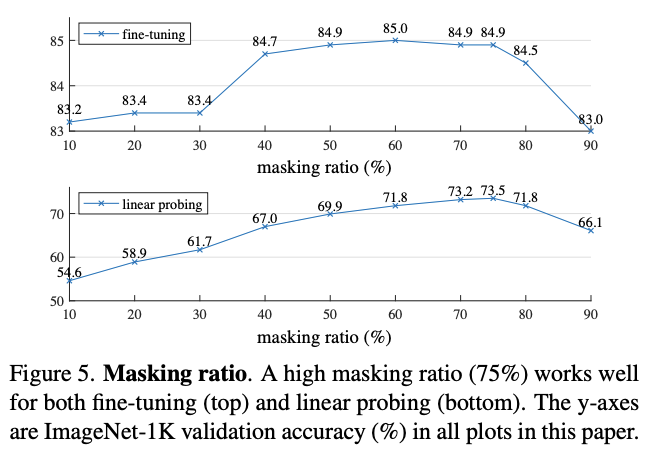 fine-tuning
85
84
83
83.2 83.4 83.4 84.7 84.9 85.0 84.9 84.9 84.5 83.0
10 20 30 40 50 60 70 80 90
masking ratio (%)
linear probing
70
60
50
54.6 58.9 61.7 67.0 69.9 71.8 73.2 73.5 71.8 66.1
10 20 30 40 50 60 70 80 90
masking ratio (%)
Figure 5. Masking ratio. A high masking ratio (75%) works well
for both fine-tuning (top) and linear probing (bottom). The y-axes
are ImageNet-1K validation accuracy (%) in all plots in this paper.